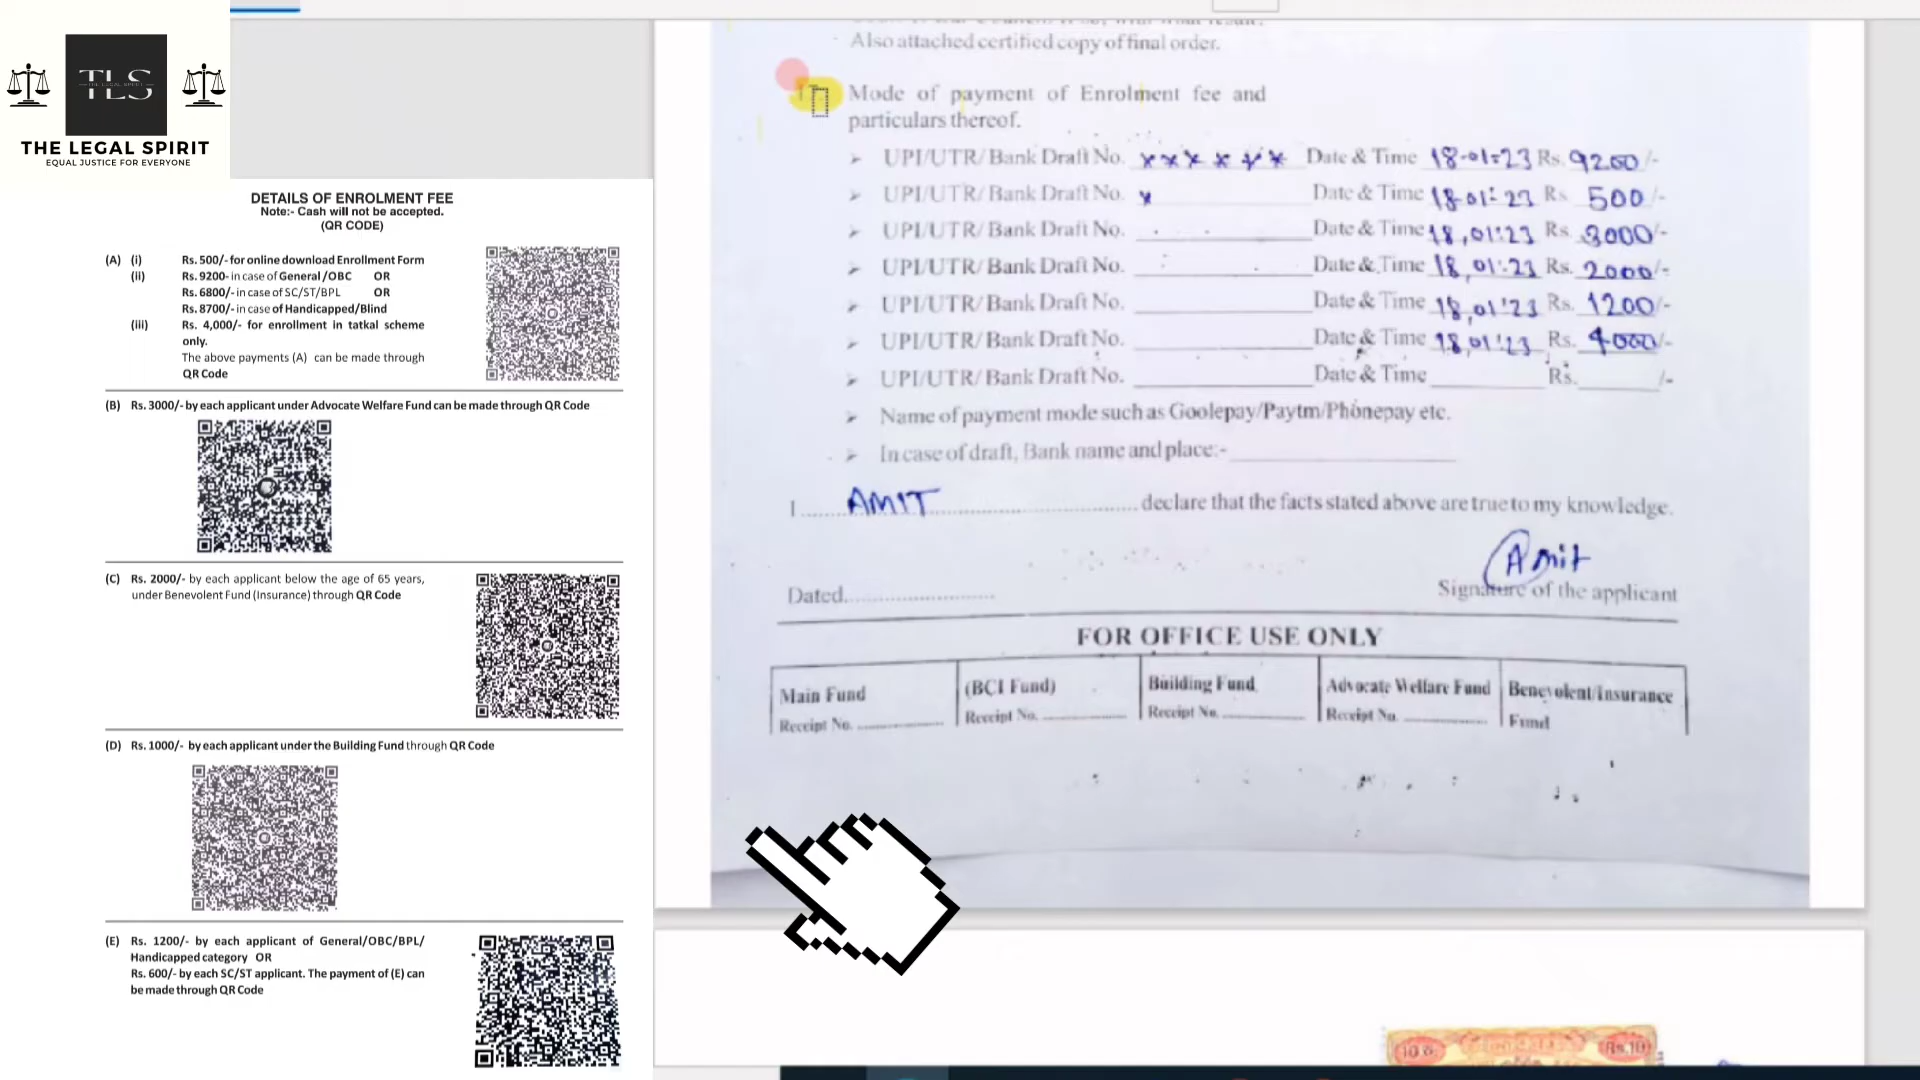 TLS
THE LEGAL SPIRIT
THE LEGAL SPIRIT
EQUAL JUSTICE FOR EVERYONE
DETAILS OF ENROLMENT FEE
Note:- Cash will not be accepted.
(QR CODE)
(A) (i) Rs. 500/- for online download Enrollment Form
(ii) Rs. 9200- in case of General /OBC OR
Rs. 6800/- in case of SC/ST/BPL OR
Rs. 8700/- in case of Handicapped/Blind
(iii) Rs. 4,000/- for enrollment in tatkal scheme
only.
The above payments (A) can be made through
QR Code
(B) Rs. 3000/- by each applicant under Advocate Welfare Fund can be made through QR Code
(C) Rs. 2000/- by each applicant below the age of 65 years,
under Benevolent Fund (Insurance) through QR Code
(D) Rs. 1000/- by each applicant under the Building Fund through QR Code
(E) Rs. 1200/- by each applicant of General/OBC/BPL/
Handicapped category OR
Rs. 600/- by each SC/ST applicant. The payment of (E) can
be made through QR Code
Also attached certified copy of final order.
Mode of payment of Enrolment fee and
particulars thereof.
UPI/UTR/ Bank Draft No. x x x x x x Date & Time 18-01-23 Rs. 9200/-
UPI/UTR/ Bank Draft No. x Date & Time 18-01-23 Rs. 500/-
UPI/UTR/ Bank Draft No. Date & Time 18,01:23 Rs. 3000/-
UPI/UTR/ Bank Draft No. Date & Time 18,01-23 Rs. 2000/-
UPI/UTR/ Bank Draft No. Date & Time 18,01'23 Rs. 1200/-
UPI/UTR/ Bank Draft No. Date & Time 18,01'23 Rs. 4000/-
UPI/UTR/ Bank Draft No. Date & Time Rs. /-
Name of payment mode such as Goolepay/Paytm/Phonepay etc.
In case of draft, Bank name and place:-
I AMIT declare that the facts stated above are true to my knowledge.
Amit
Dated. Signature of the applicant
FOR OFFICE USE ONLY
Main Fund (BCI Fund) Building Fund Advocate Welfare Fund Benevolent/Insurance
Receipt No. Receipt No. Receipt No. Receipt No. Fund
Rs.10